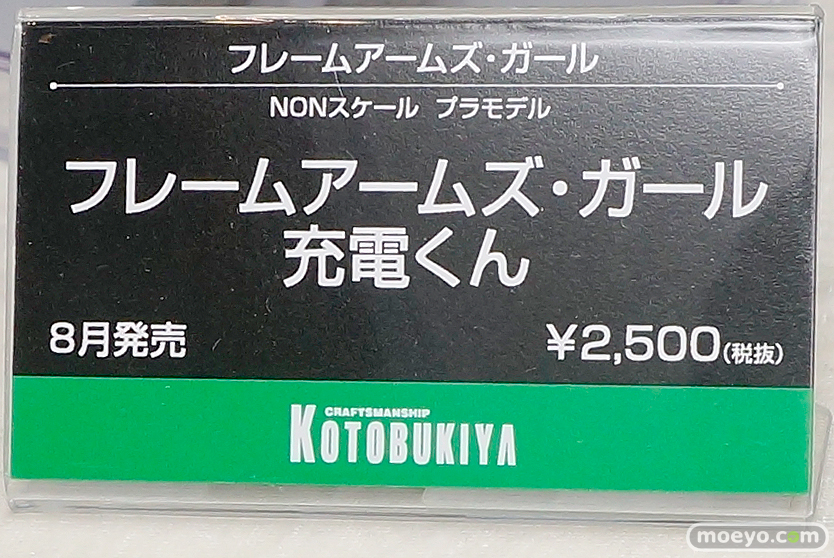 フレームアームズ・ガール
NONスケール プラモデル
フレームアームズ・ガール
充電くん
8月発売
¥2,500(税抜)
CRAFTSMANSHIP
KOTOBUKIYA
moeyo.com